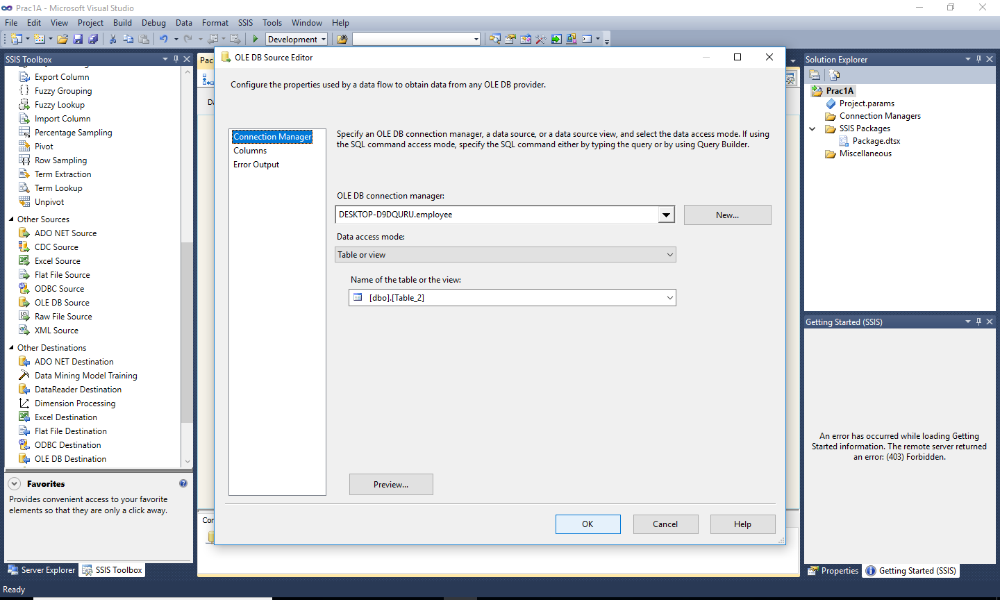 Prac1A - Microsoft Visual Studio
File Edit View Project Build Debug Data Format SSIS Tools Window Help
Development
SSIS Toolbox
Export Column
Fuzzy Grouping
Fuzzy Lookup
Import Column
Percentage Sampling
Pivot
Row Sampling
Term Extraction
Term Lookup
Unpivot
Other Sources
ADO NET Source
CDC Source
Excel Source
Flat File Source
ODBC Source
OLE DB Source
Raw File Source
XML Source
Other Destinations
ADO NET Destination
Data Mining Model Training
DataReader Destination
Dimension Processing
Excel Destination
Flat File Destination
ODBC Destination
OLE DB Destination
Favorites
Provides convenient access to your favorite
elements so that they are only a click away.
Server Explorer
SSIS Toolbox
Ready
OLE DB Source Editor
Configure the properties used by a data flow to obtain data from any OLE DB provider.
Connection Manager
Columns
Error Output
Specify an OLE DB connection manager, a data source, or a data source view, and select the data access mode. If using
the SQL command access mode, specify the SQL command either by typing the query or by using Query Builder.
OLE DB connection manager:
DESKTOP-D9DQURU.employee
New...
Data access mode:
Table or view
Name of the table or the view:
[dbo].[Table_2]
Preview...
OK
Cancel
Help
Solution Explorer
Prac1A
Project.params
Connection Managers
SSIS Packages
Package.dtsx
Miscellaneous
Getting Started (SSIS)
An error has occurred while loading Getting
Started information. The remote server returned
an error: (403) Forbidden.
Properties
Getting Started (SSIS)